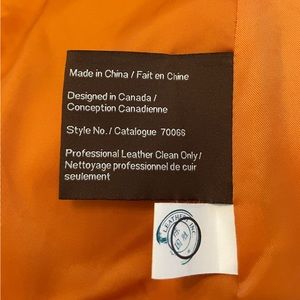 Made in China / Fait en Chine
Designed in Canada /
Conception Canadienne
Style No. / Catalogue 70066
Professional Leather Clean Only /
Nettoyage professionnel de cuir
seulement
LEATHER